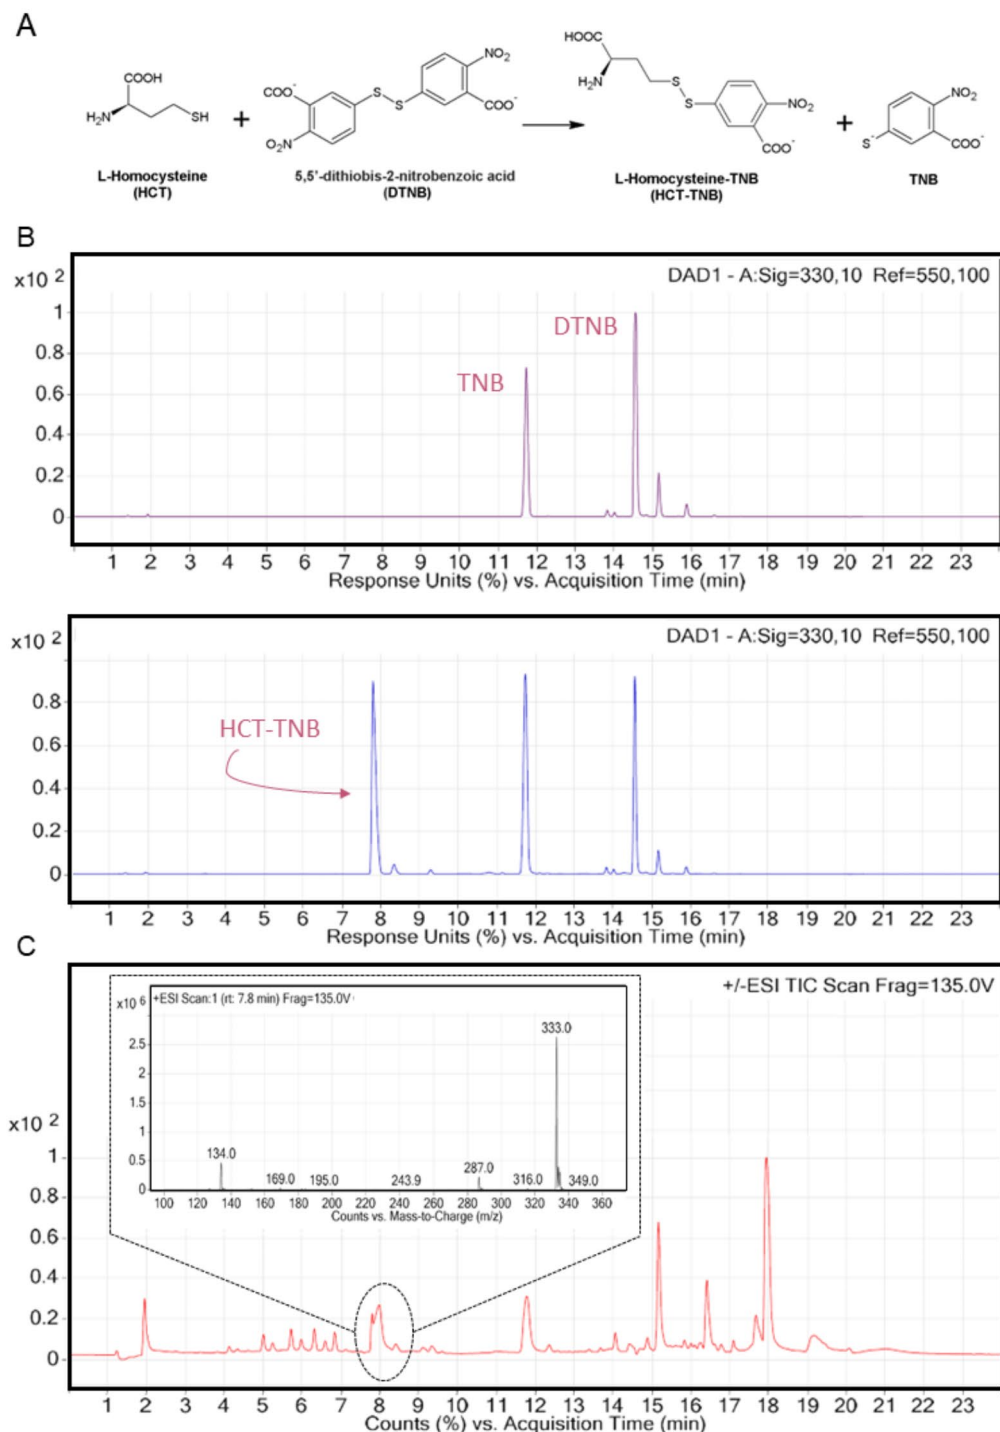 A
COOH
H₂N
SH
L-Homocysteine
(HCT)
+
COO⁻
O₂N
S
S
NO₂
COO⁻
5,5'-dithiobis-2-nitrobenzoic acid
(DTNB)
HOOC
H₂N
S
S
NO₂
COO⁻
L-Homocysteine-TNB
(HCT-TNB)
+
S⁻
NO₂
COO⁻
TNB
B
x10 2
DAD1 - A:Sig=330,10 Ref=550,100
DTNB
TNB
1
0.8
0.6
0.4
0.2
0
1 2 3 4 5 6 7 8 9 10 11 12 13 14 15 16 17 18 19 20 21 22 23
Response Units (%) vs. Acquisition Time (min)
x10 2
DAD1 - A:Sig=330,10 Ref=550,100
HCT-TNB
0.8
0.6
0.4
0.2
0
1 2 3 4 5 6 7 8 9 10 11 12 13 14 15 16 17 18 19 20 21 22 23
Response Units (%) vs. Acquisition Time (min)
C
+/-ESI TIC Scan Frag=135.0V
x10 6
+ESI Scan:1 (rt: 7.8 min) Frag=135.0V
2.5
2
1.5
1
0.5
0
134.0
169.0
195.0
243.9
287.0
316.0
333.0
349.0
100 120 140 160 180 200 220 240 260 280 300 320 340 360
Counts vs. Mass-to-Charge (m/z)
x10 2
1
0.8
0.6
0.4
0.2
0
1 2 3 4 5 6 7 8 9 10 11 12 13 14 15 16 17 18 19 20 21 22 23
Counts (%) vs. Acquisition Time (min)